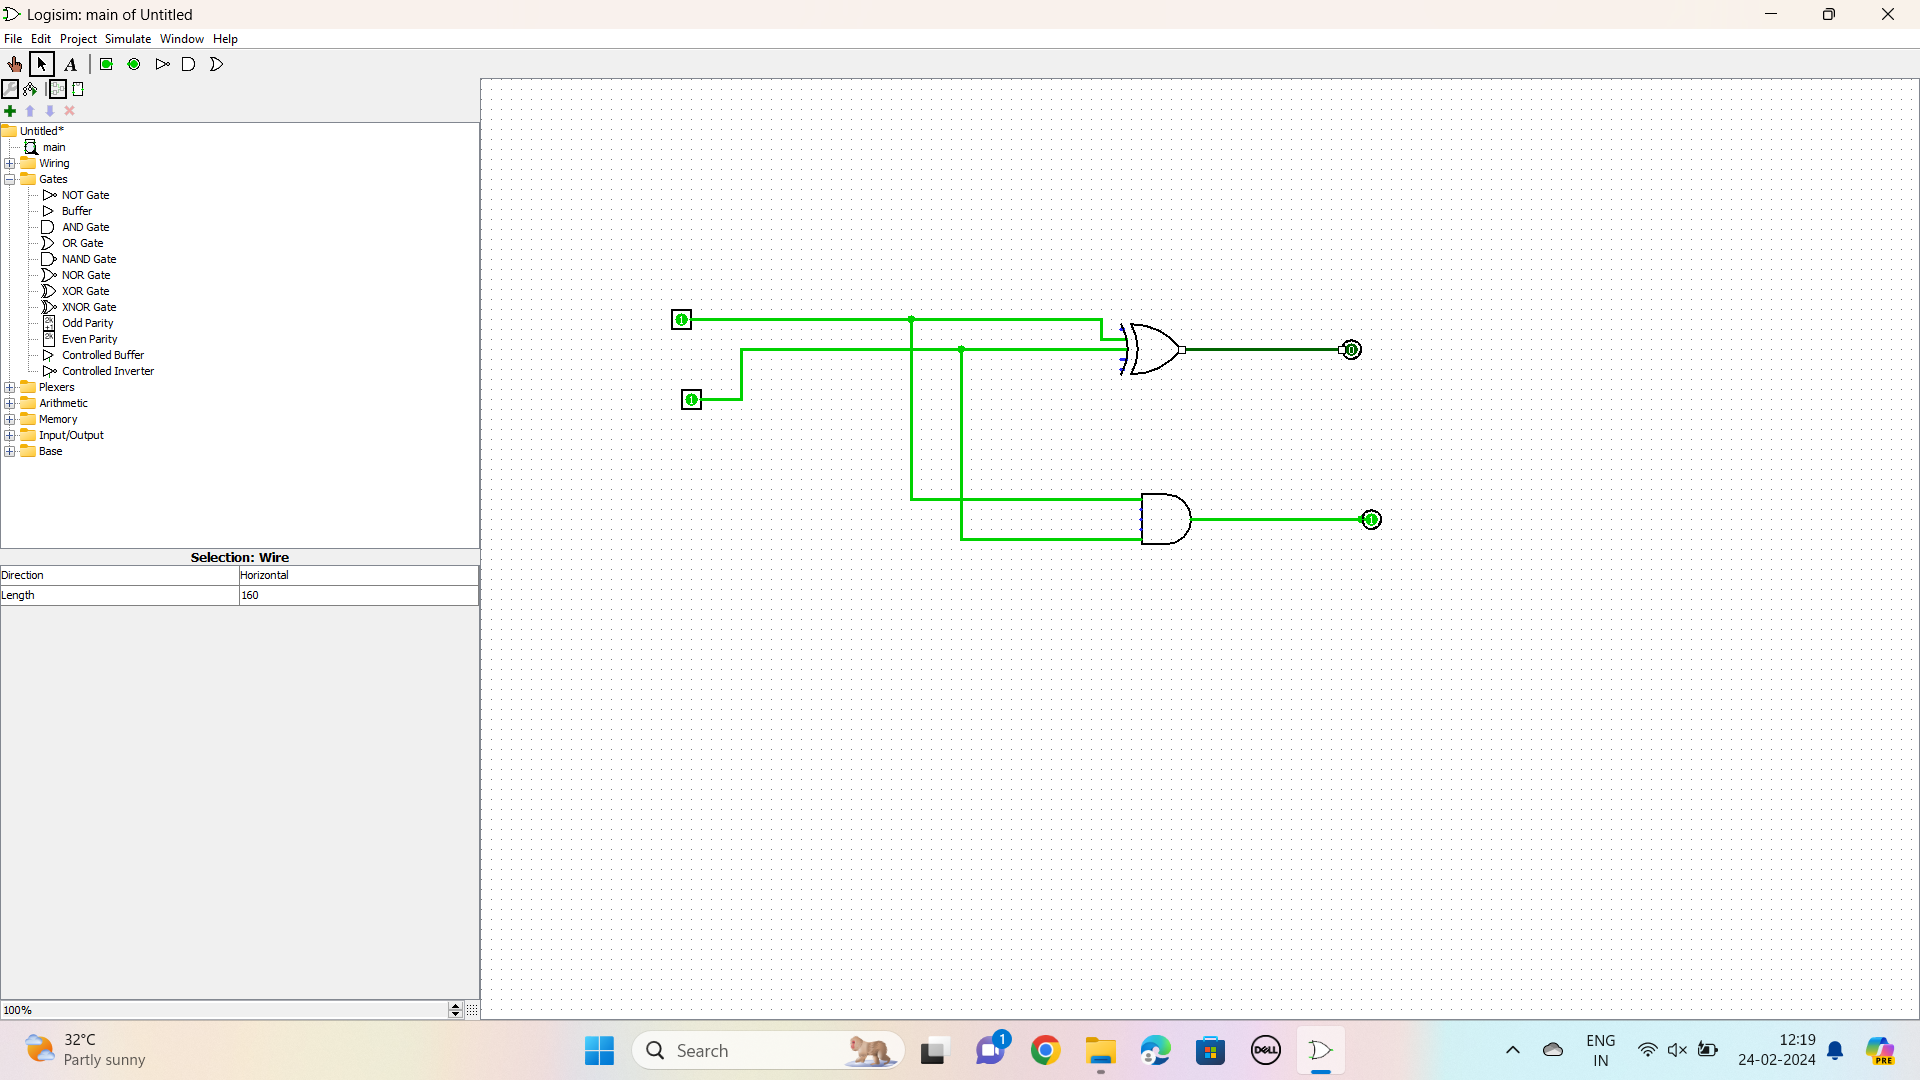 Logisim: main of Untitled
File Edit Project Simulate Window Help
A
Untitled*
main
Wiring
Gates
NOT Gate
Buffer
AND Gate
OR Gate
NAND Gate
NOR Gate
XOR Gate
XNOR Gate
Odd Parity
Even Parity
Controlled Buffer
Controlled Inverter
Plexers
Arithmetic
Memory
Input/Output
Base
Selection: Wire
Direction Horizontal
Length 160
100%
1
1
0
1
32°C
Partly sunny
Search
1
DELL
ENG
IN
12:19
24-02-2024
PRE